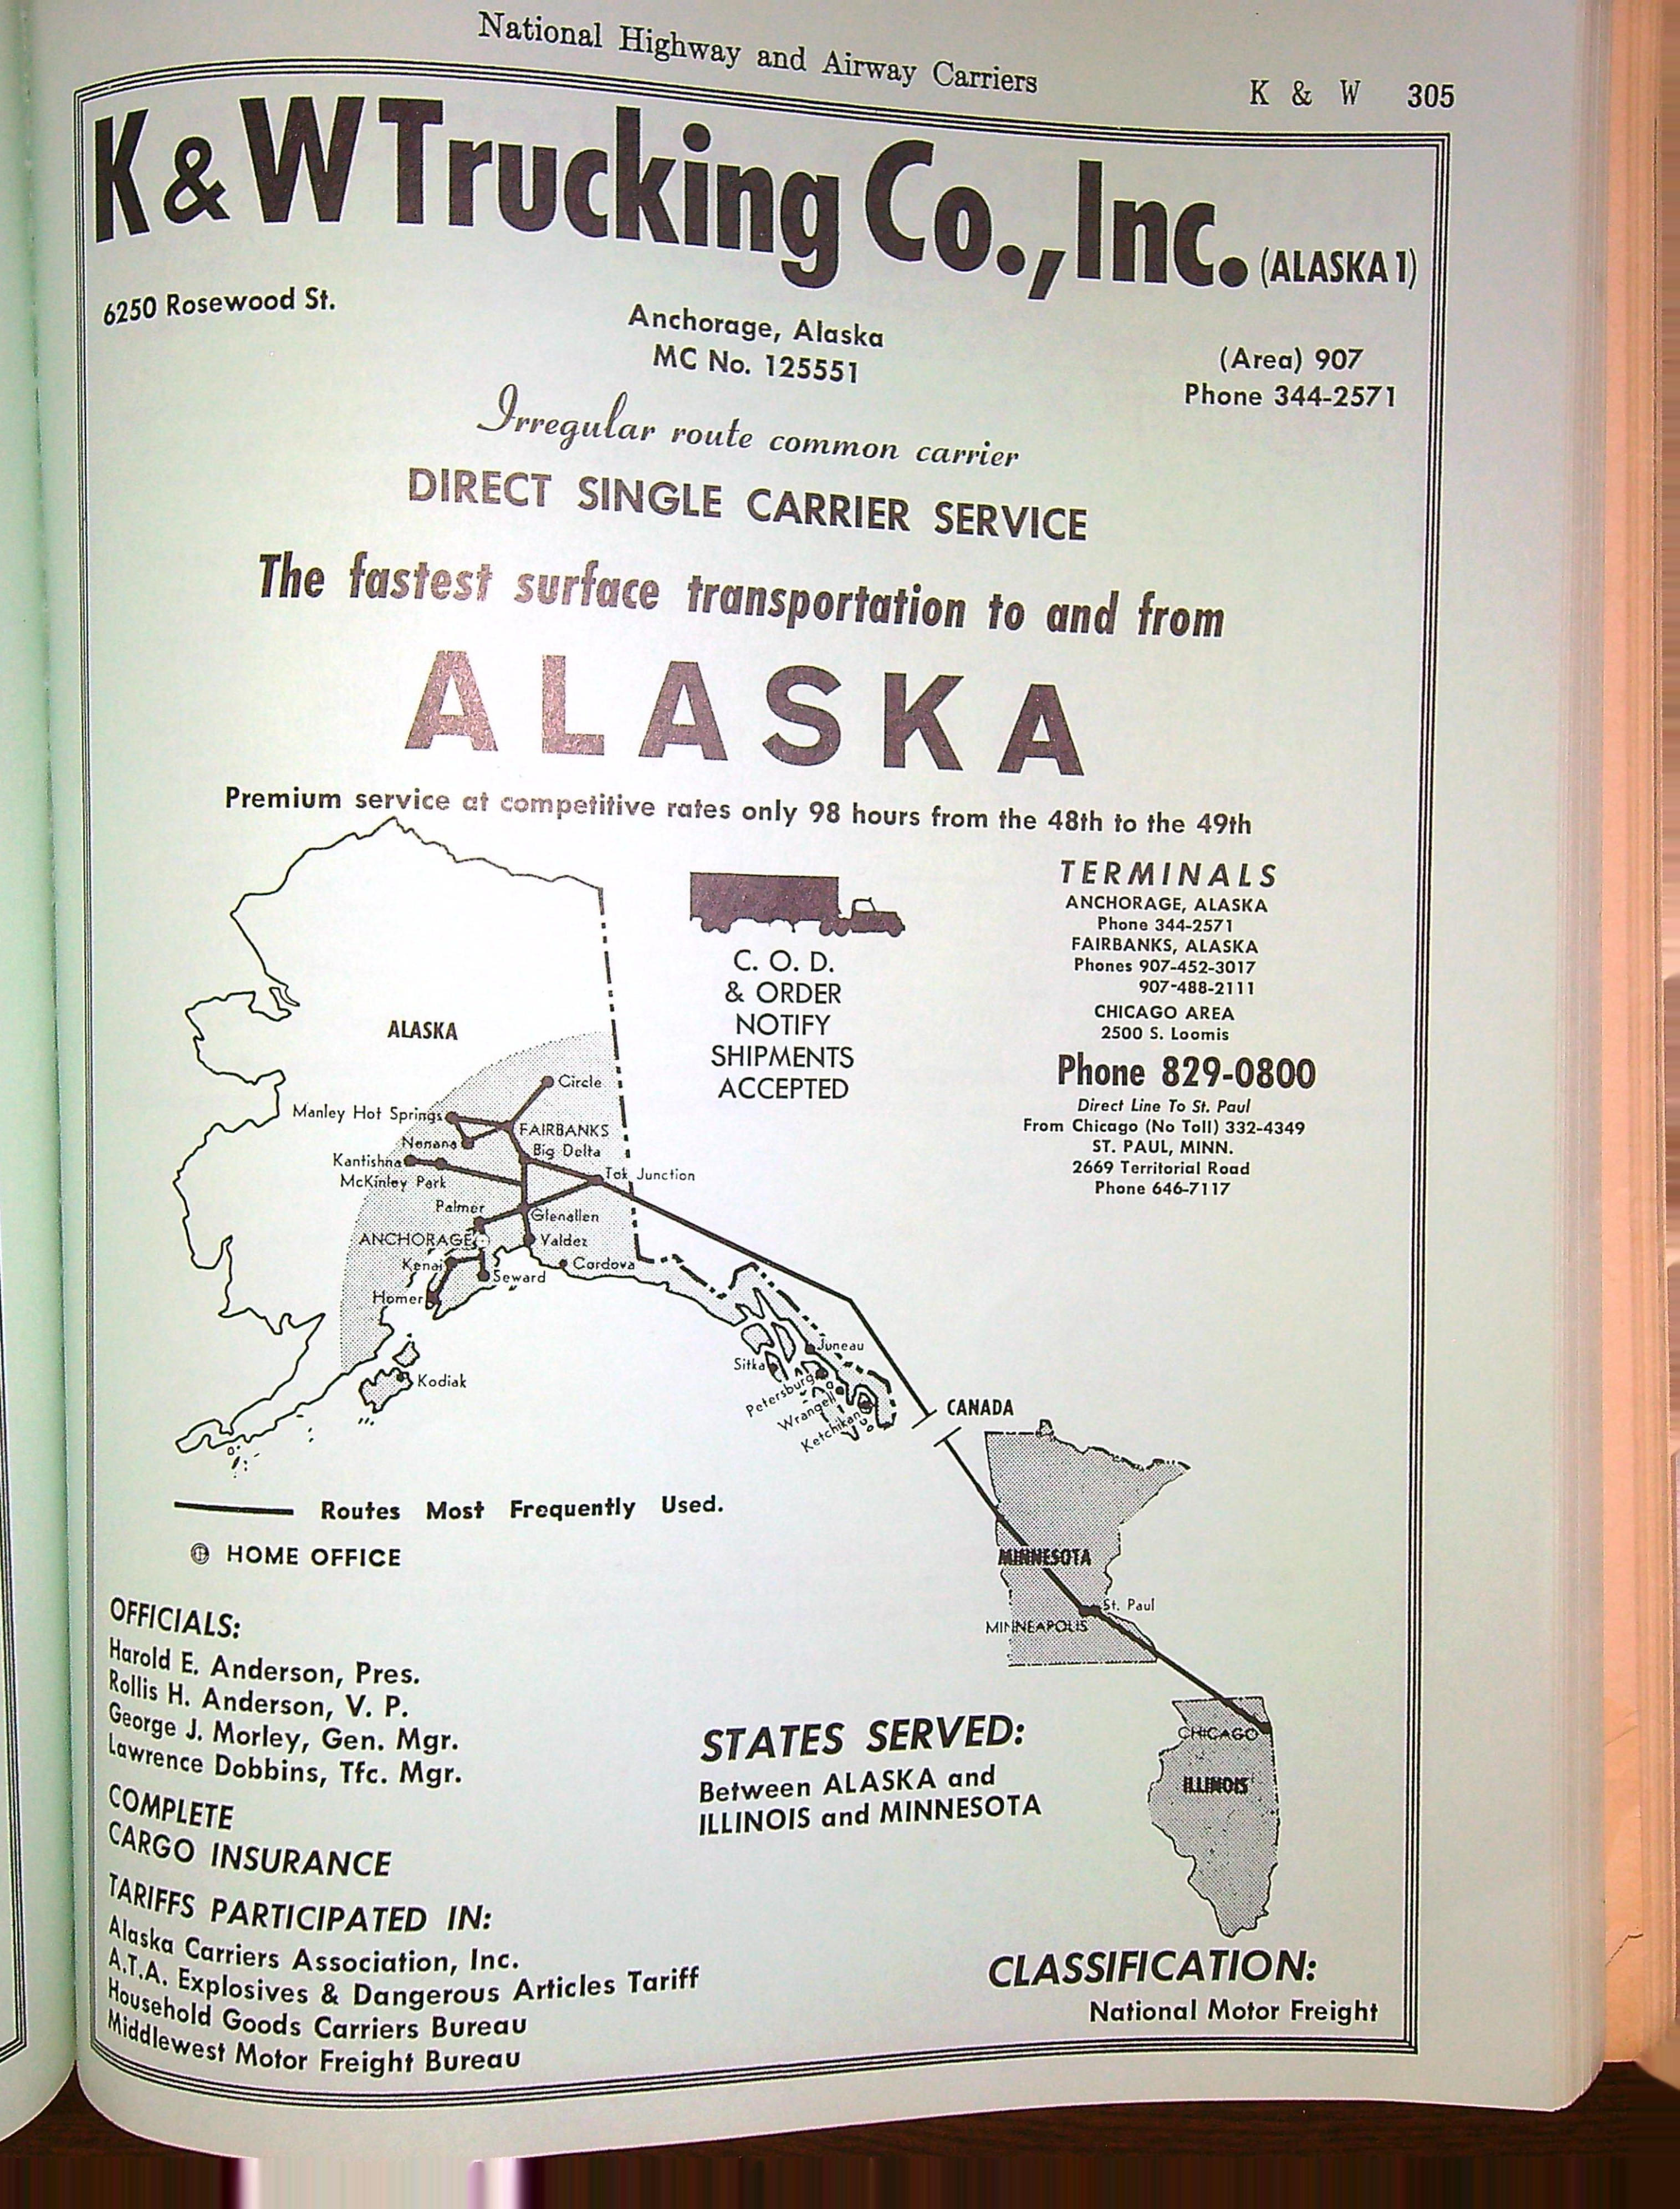 National Highway and Airway Carriers
K & W 305
K & W Trucking Co., Inc. (ALASKA 1)
6250 Rosewood St.
Anchorage, Alaska
MC No. 125551
(Area) 907
Phone 344-2571
Irregular route common carrier
DIRECT SINGLE CARRIER SERVICE
The fastest surface transportation to and from
ALASKA
Premium service at competitive rates only 98 hours from the 48th to the 49th
C. O. D.
& ORDER
NOTIFY
SHIPMENTS
ACCEPTED
TERMINALS
ANCHORAGE, ALASKA
Phone 344-2571
FAIRBANKS, ALASKA
Phones 907-452-3017
907-488-2111
CHICAGO AREA
2500 S. Loomis
Phone 829-0800
Direct Line To St. Paul
From Chicago (No Toll) 332-4349
ST. PAUL, MINN.
2669 Territorial Road
Phone 646-7117
ALASKA
Circle
Manley Hot Springs
FAIRBANKS
Nenana
Big Delta
Kantishna
Tok Junction
McKinley Park
Palmer
Glenallen
ANCHORAGE
Valdez
Kenai
Cordova
Seward
Homer
Kodiak
Juneau
Sitka
Petersburg
Wrangell
Ketchikan
CANADA
MINNESOTA
St. Paul
MINNEAPOLIS
CHICAGO
ILLINOIS
Routes Most Frequently Used.
HOME OFFICE
OFFICIALS:
Harold E. Anderson, Pres.
Rollis H. Anderson, V. P.
George J. Morley, Gen. Mgr.
Lawrence Dobbins, Tfc. Mgr.
COMPLETE
CARGO INSURANCE
TARIFFS PARTICIPATED IN:
Alaska Carriers Association, Inc.
A.T.A. Explosives & Dangerous Articles Tariff
Household Goods Carriers Bureau
Middlewest Motor Freight Bureau
STATES SERVED:
Between ALASKA and
ILLINOIS and MINNESOTA
CLASSIFICATION:
National Motor Freight